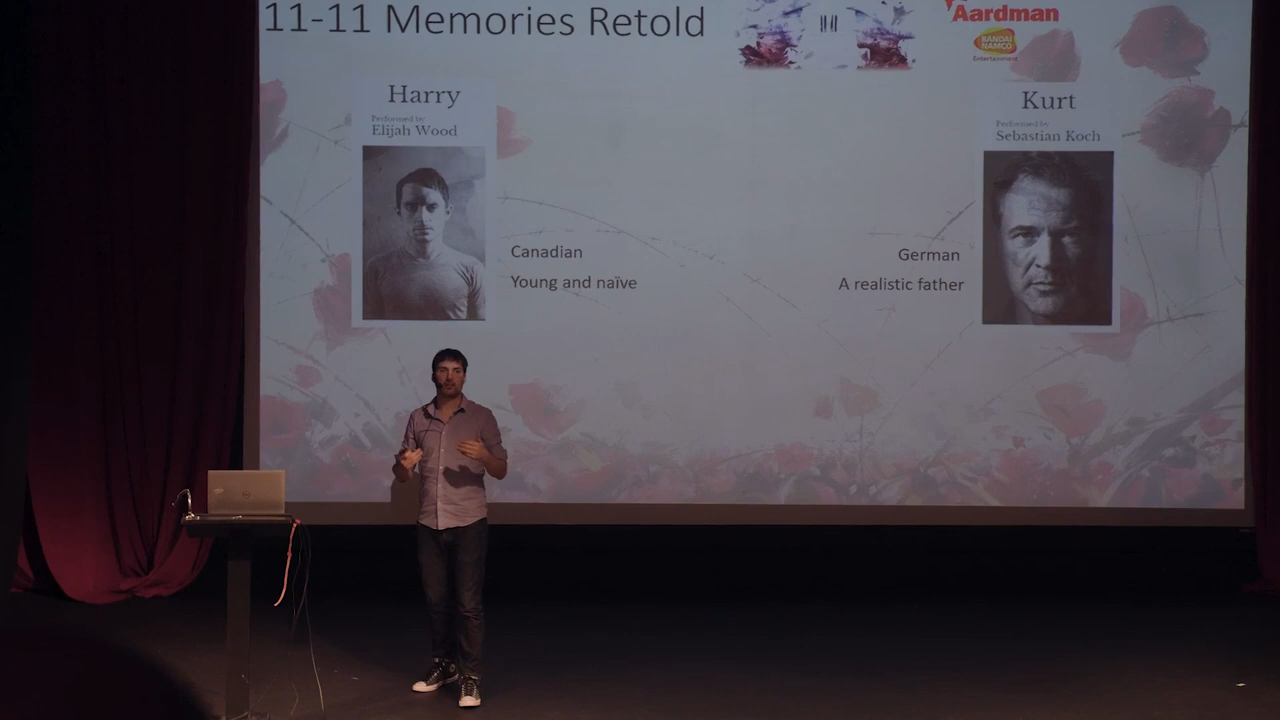 11-11 Memories Retold
Aardman
BANDAI
NAMCO
Entertainment
Harry
Performed by
Elijah Wood
Canadian
Young and naïve
Kurt
Performed by
Sebastian Koch
German
A realistic father